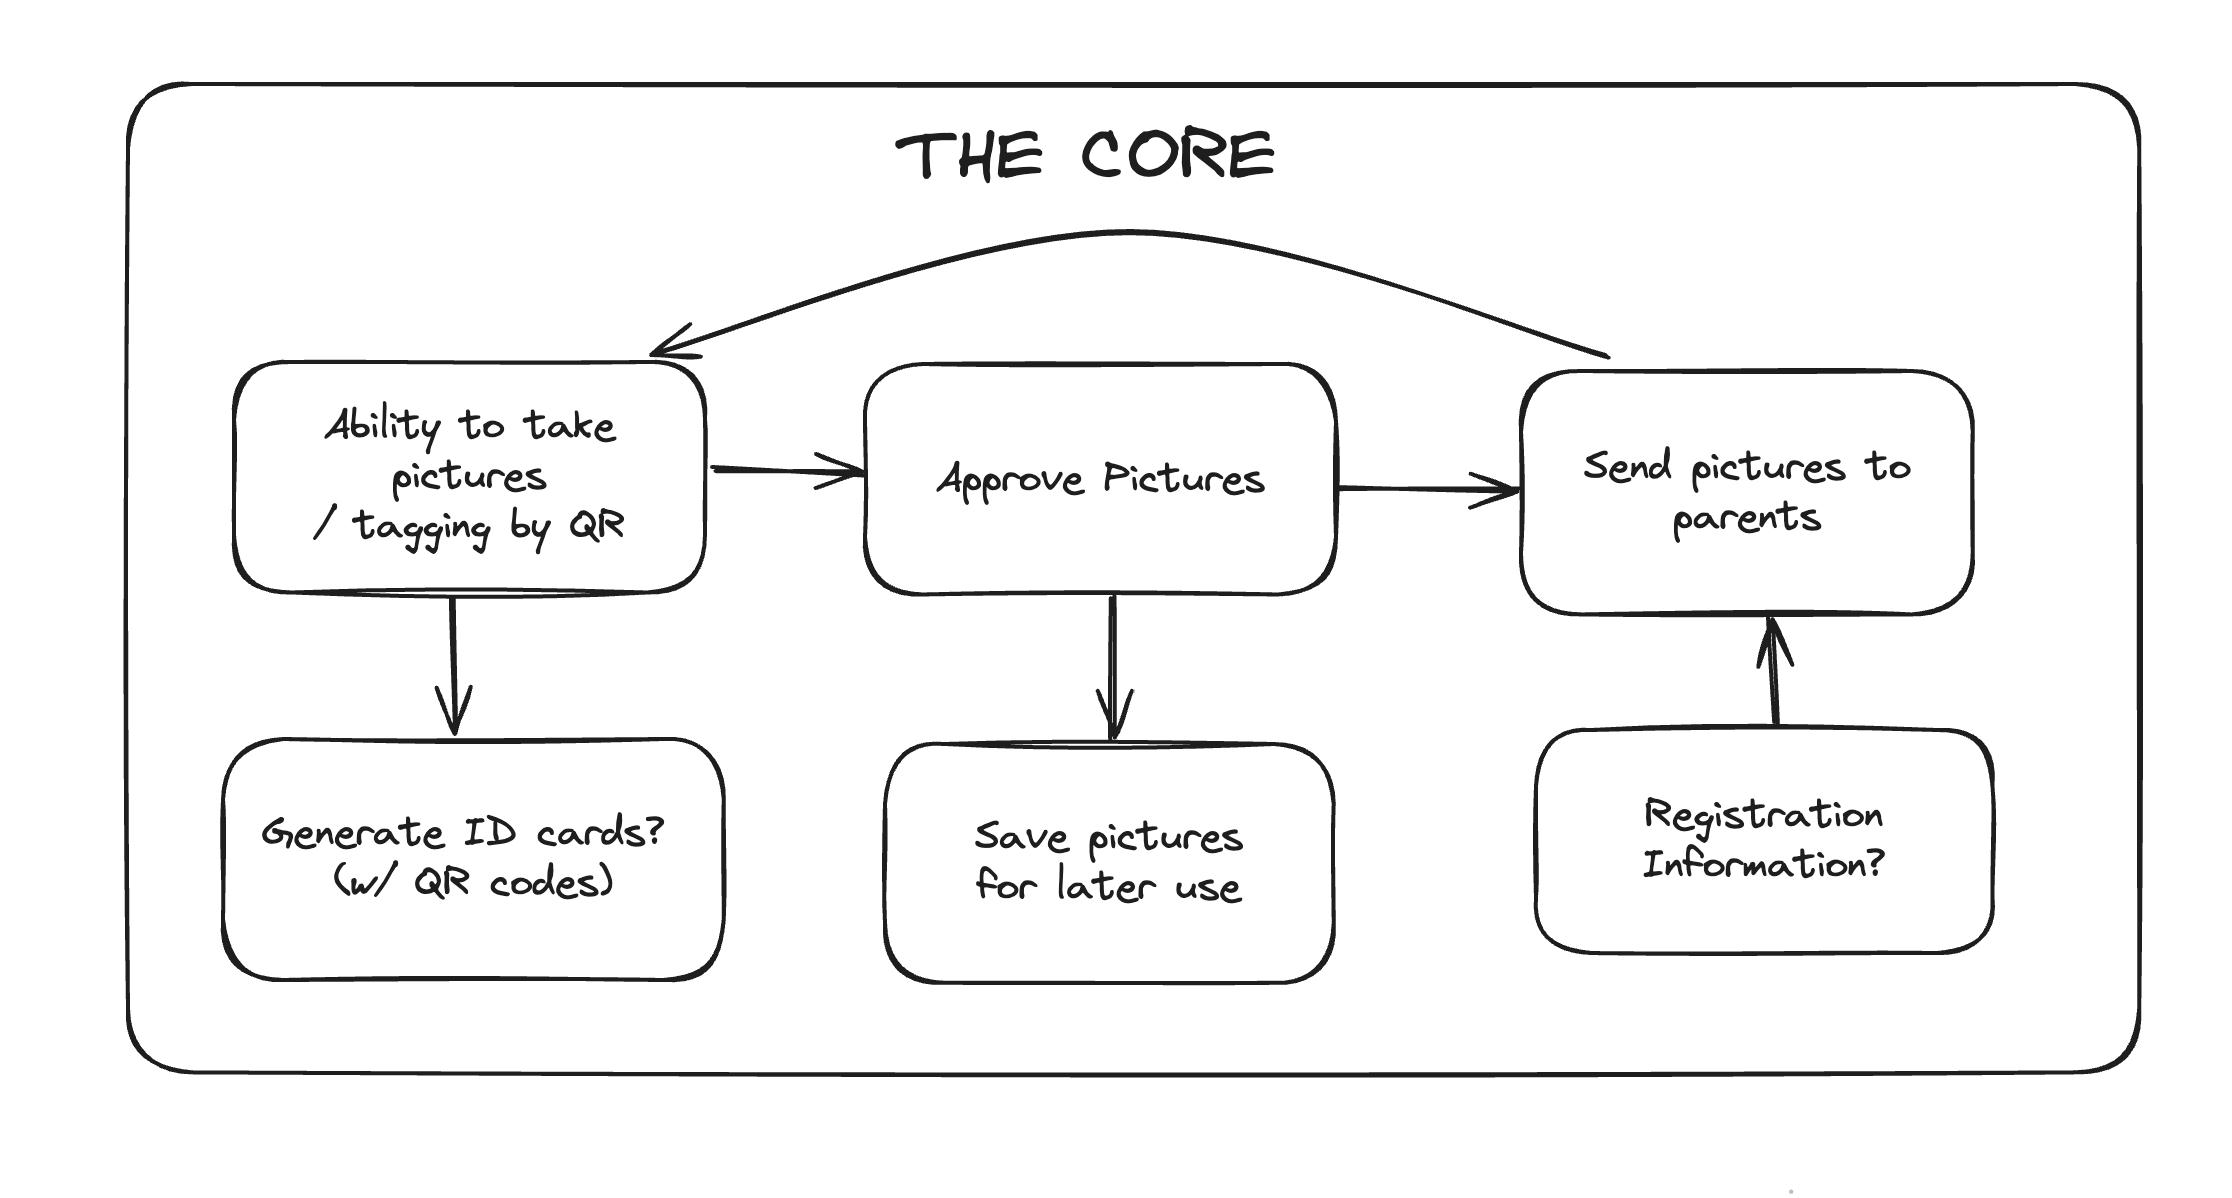 THE CORE
Ability to take
pictures
/ tagging by QR
Approve Pictures
Send pictures to
parents
Generate ID cards?
(w/ QR codes)
Save pictures
for later use
Registration
Information?